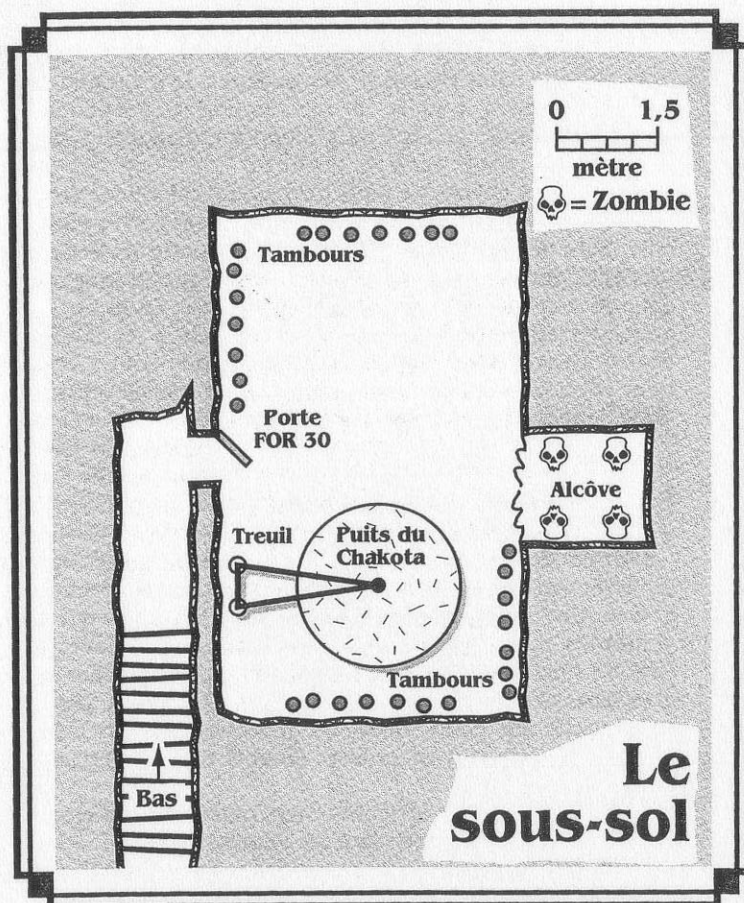 0 1,5
mètre
= Zombie
Tambours
Porte
FOR 30
Alcôve
Treuil
Puits du
Chakota
Tambours
Bas
Le
sous-sol